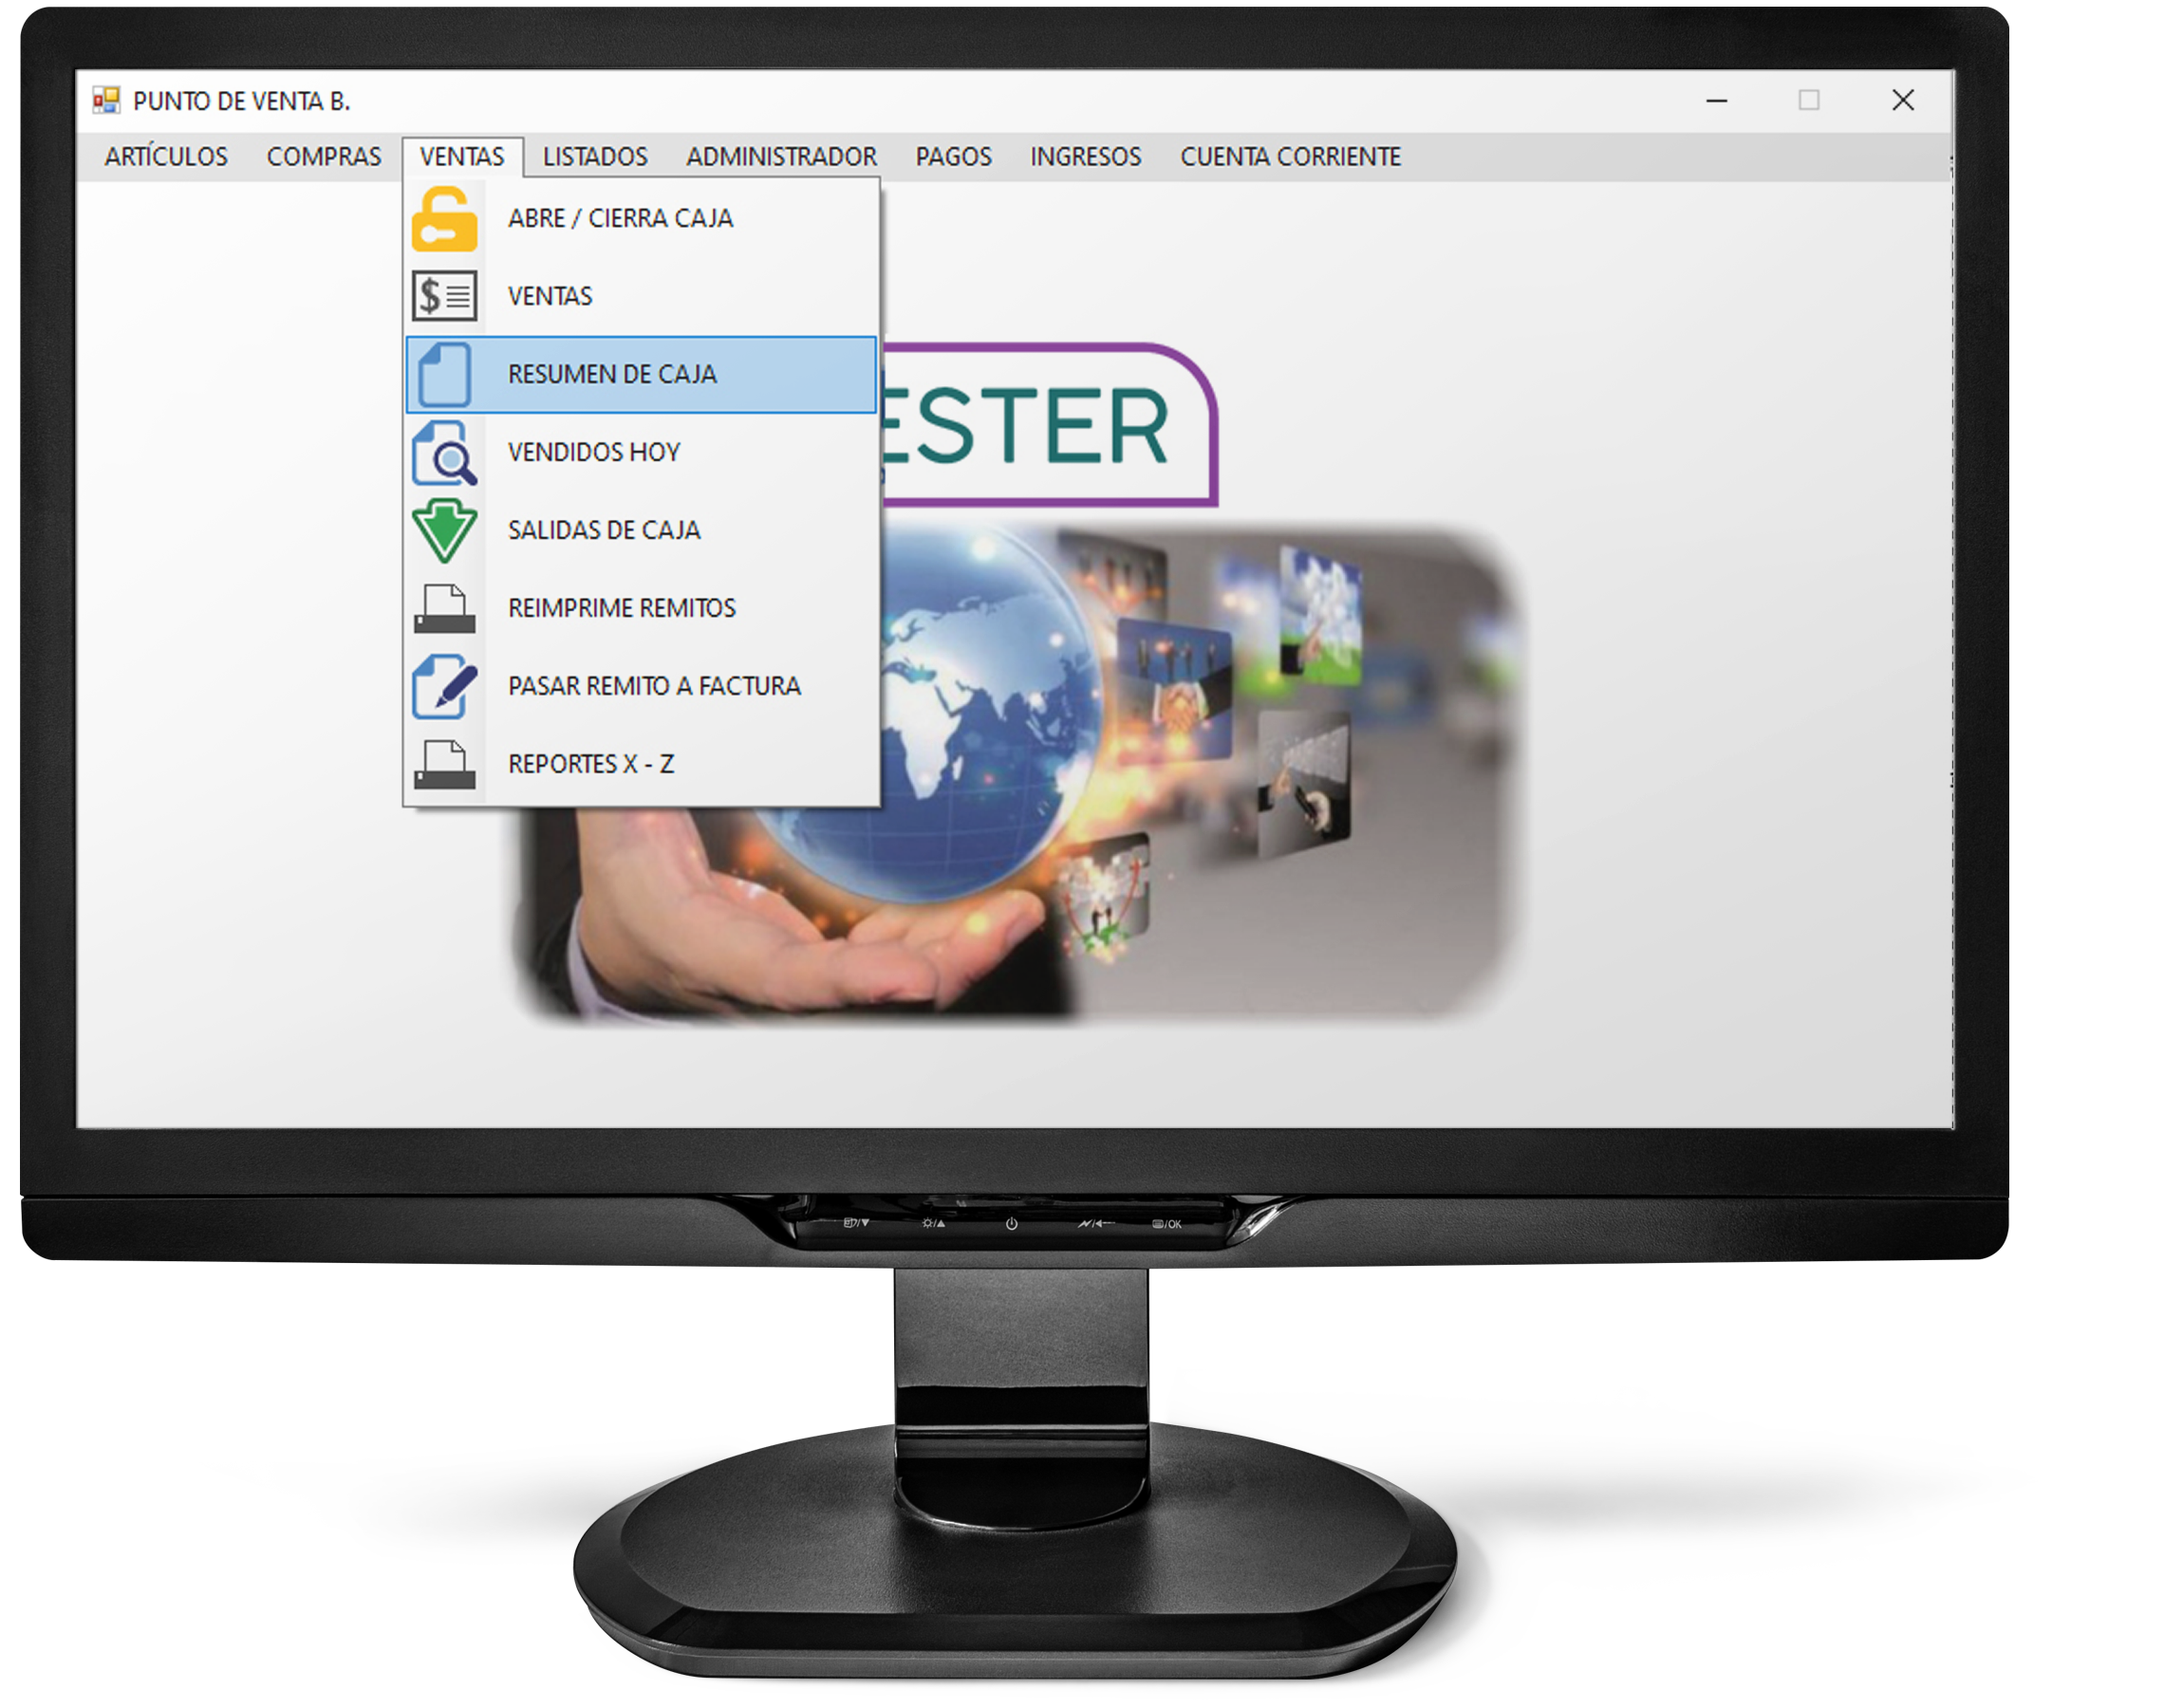 PUNTO DE VENTA B.
ARTÍCULOS COMPRAS VENTAS LISTADOS ADMINISTRADOR PAGOS INGRESOS CUENTA CORRIENTE
ABRE / CIERRA CAJA
VENTAS
RESUMEN DE CAJA
VENDIDOS HOY
SALIDAS DE CAJA
REIMPRIME REMITOS
PASAR REMITO A FACTURA
REPORTES X - Z
ESTER
/OK